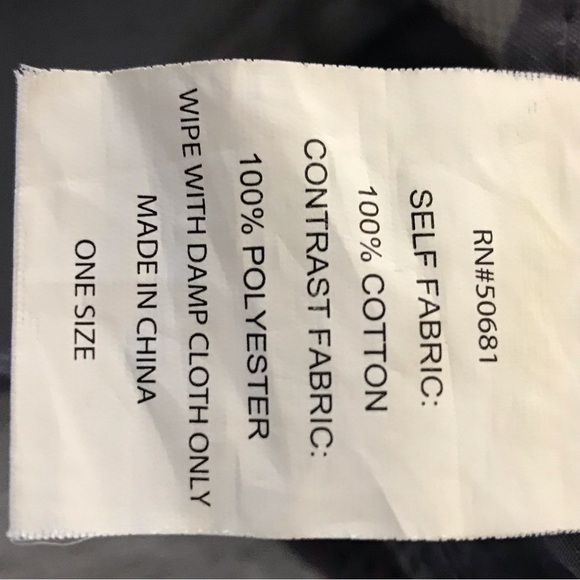 RN#50681
SELF FABRIC:
100% COTTON
CONTRAST FABRIC:
100% POLYESTER
WIPE WITH DAMP CLOTH ONLY
MADE IN CHINA
ONE SIZE